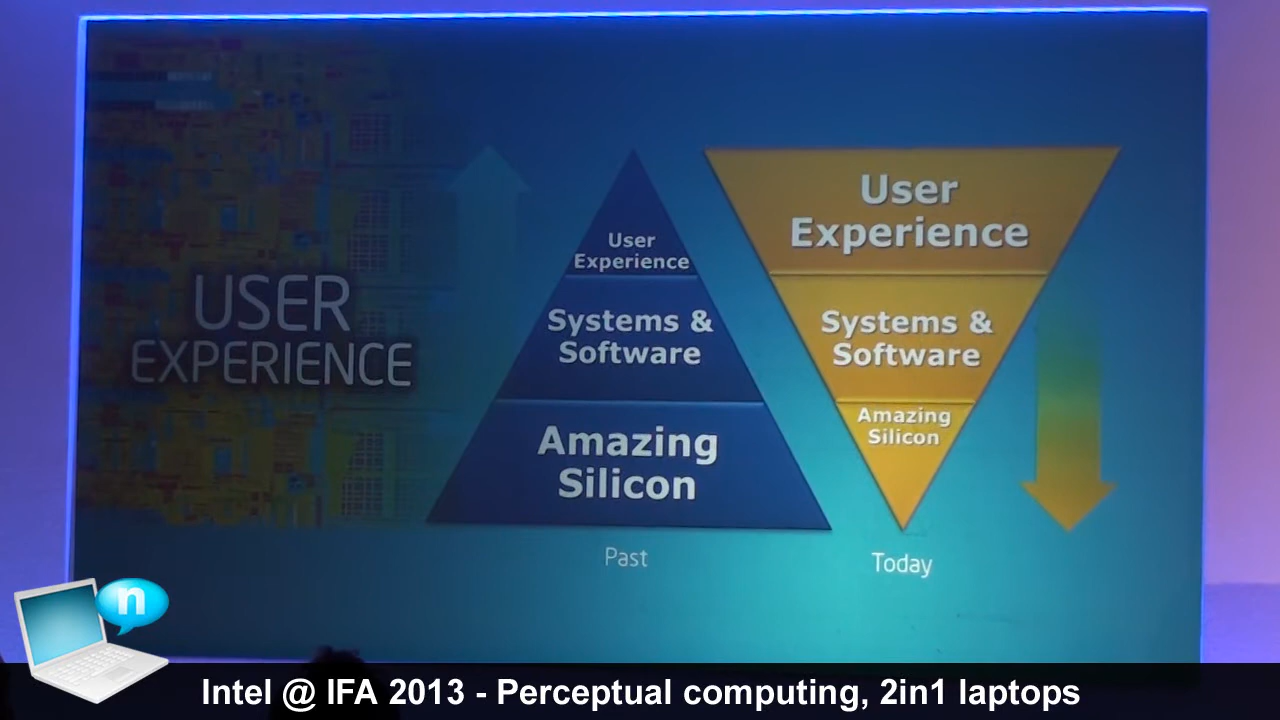 USER
EXPERIENCE
User
Experience
Systems &
Software
Amazing
Silicon
Past
User
Experience
Systems &
Software
Amazing
Silicon
Today
n
Intel @ IFA 2013 - Perceptual computing, 2in1 laptops